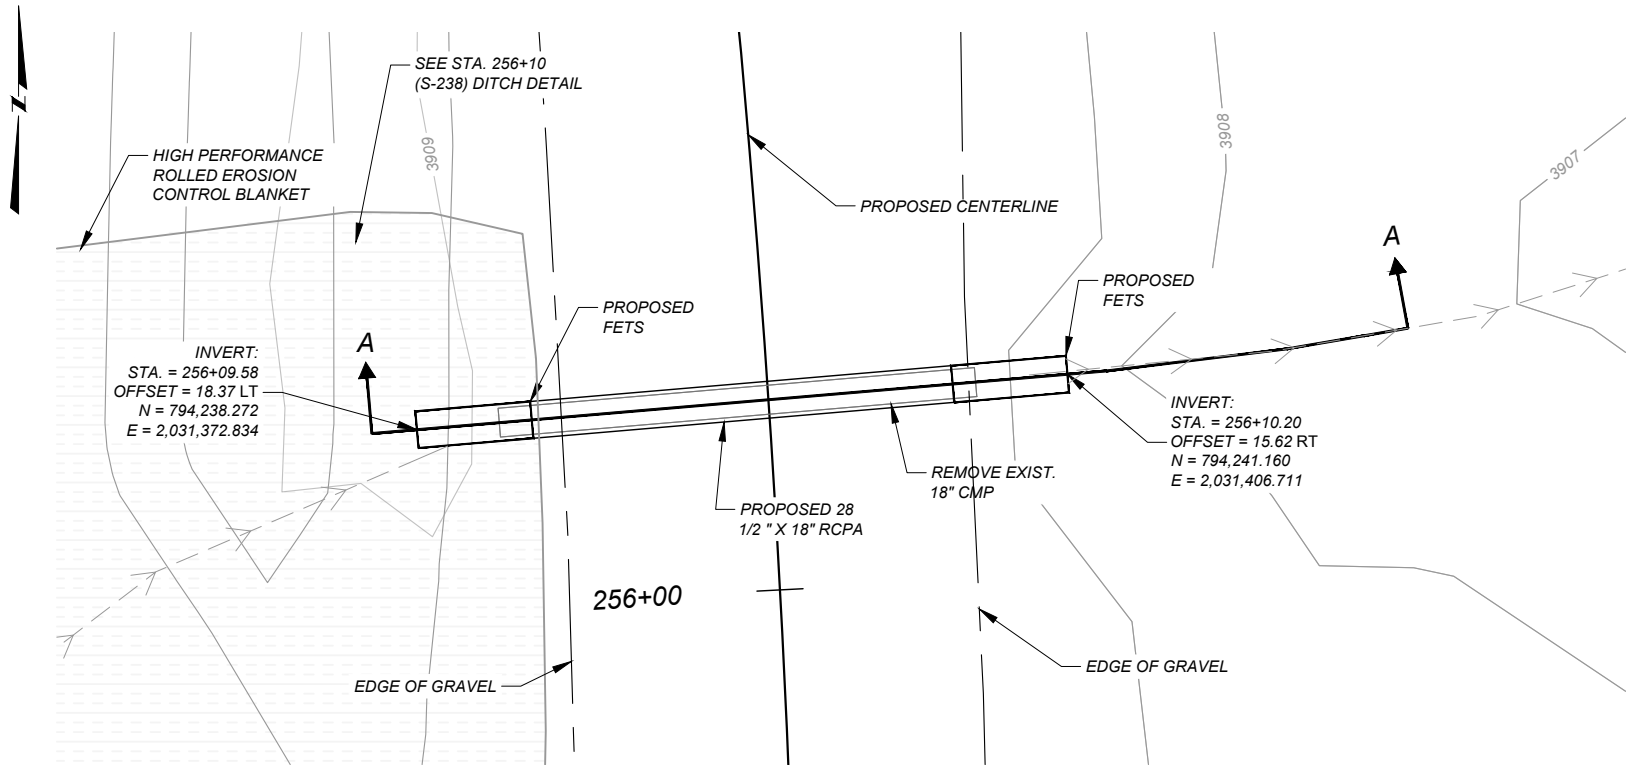 Z
SEE STA. 256+10
(S-238) DITCH DETAIL
HIGH PERFORMANCE
ROLLED EROSION
CONTROL BLANKET
3909
PROPOSED CENTERLINE
3908
3907
A
PROPOSED
FETS
PROPOSED
FETS
A
INVERT:
STA. = 256+09.58
OFFSET = 18.37 LT
N = 794,238.272
E = 2,031,372.834
INVERT:
STA. = 256+10.20
OFFSET = 15.62 RT
N = 794,241.160
E = 2,031,406.711
REMOVE EXIST.
18" CMP
PROPOSED 28
1/2 " X 18" RCPA
256+00
EDGE OF GRAVEL
EDGE OF GRAVEL